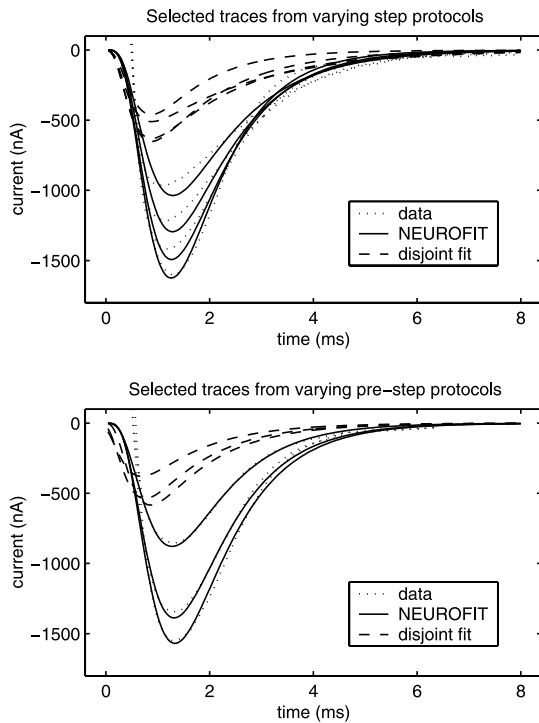 Selected traces from varying step protocols
0
−500
−1000
−1500
current (nA)
data
NEUROFIT
disjoint fit
0
2
4
6
8
time (ms)
Selected traces from varying pre−step protocols
0
−500
−1000
−1500
current (nA)
data
NEUROFIT
disjoint fit
0
2
4
6
8
time (ms)